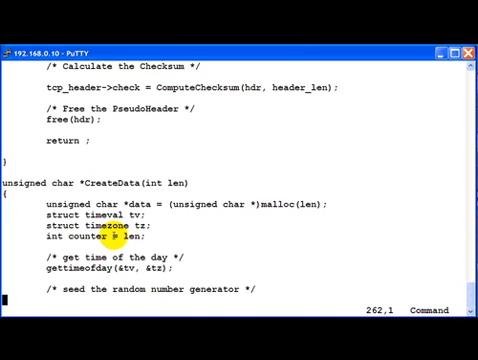 192.168.0.10 - PuTTY
/* Calculate the Checksum */
tcp_header->check = ComputeChecksum(hdr, header_len);
/* Free the PseudoHeader */
free(hdr);
return ;
}
unsigned char *CreateData(int len)
{
unsigned char *data = (unsigned char *)malloc(len);
struct timeval tv;
struct timezone tz;
int counter = len;
/* get time of the day */
gettimeofday(&tv, &tz);
/* seed the random number generator */
262,1 Command